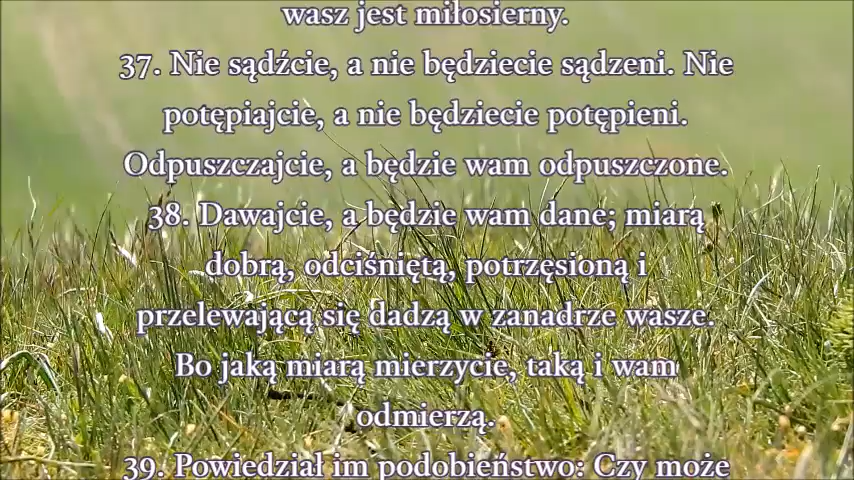 wasz jest miłosierny.
37. Nie sądźcie, a nie będziecie sądzeni. Nie
potępiajcie, a nie będziecie potępieni.
Odpuszczajcie, a będzie wam odpuszczone.
38. Dawajcie, a będzie wam dane; miarą
dobrą, odciśniętą, potrzęsioną i
przelewającą się dadzą w zanadrze wasze.
Bo jaką miarą mierzycie, taką i wam
odmierzą.
39. Powiedział im podobieństwo: Czy może